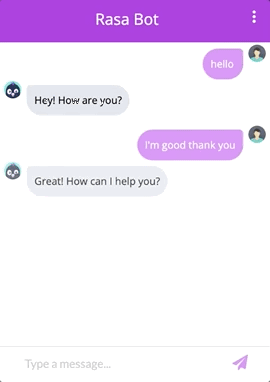 Rasa Bot
hello
Hey! How are you?
I'm good thank you
Great! How can I help you?
Type a message...